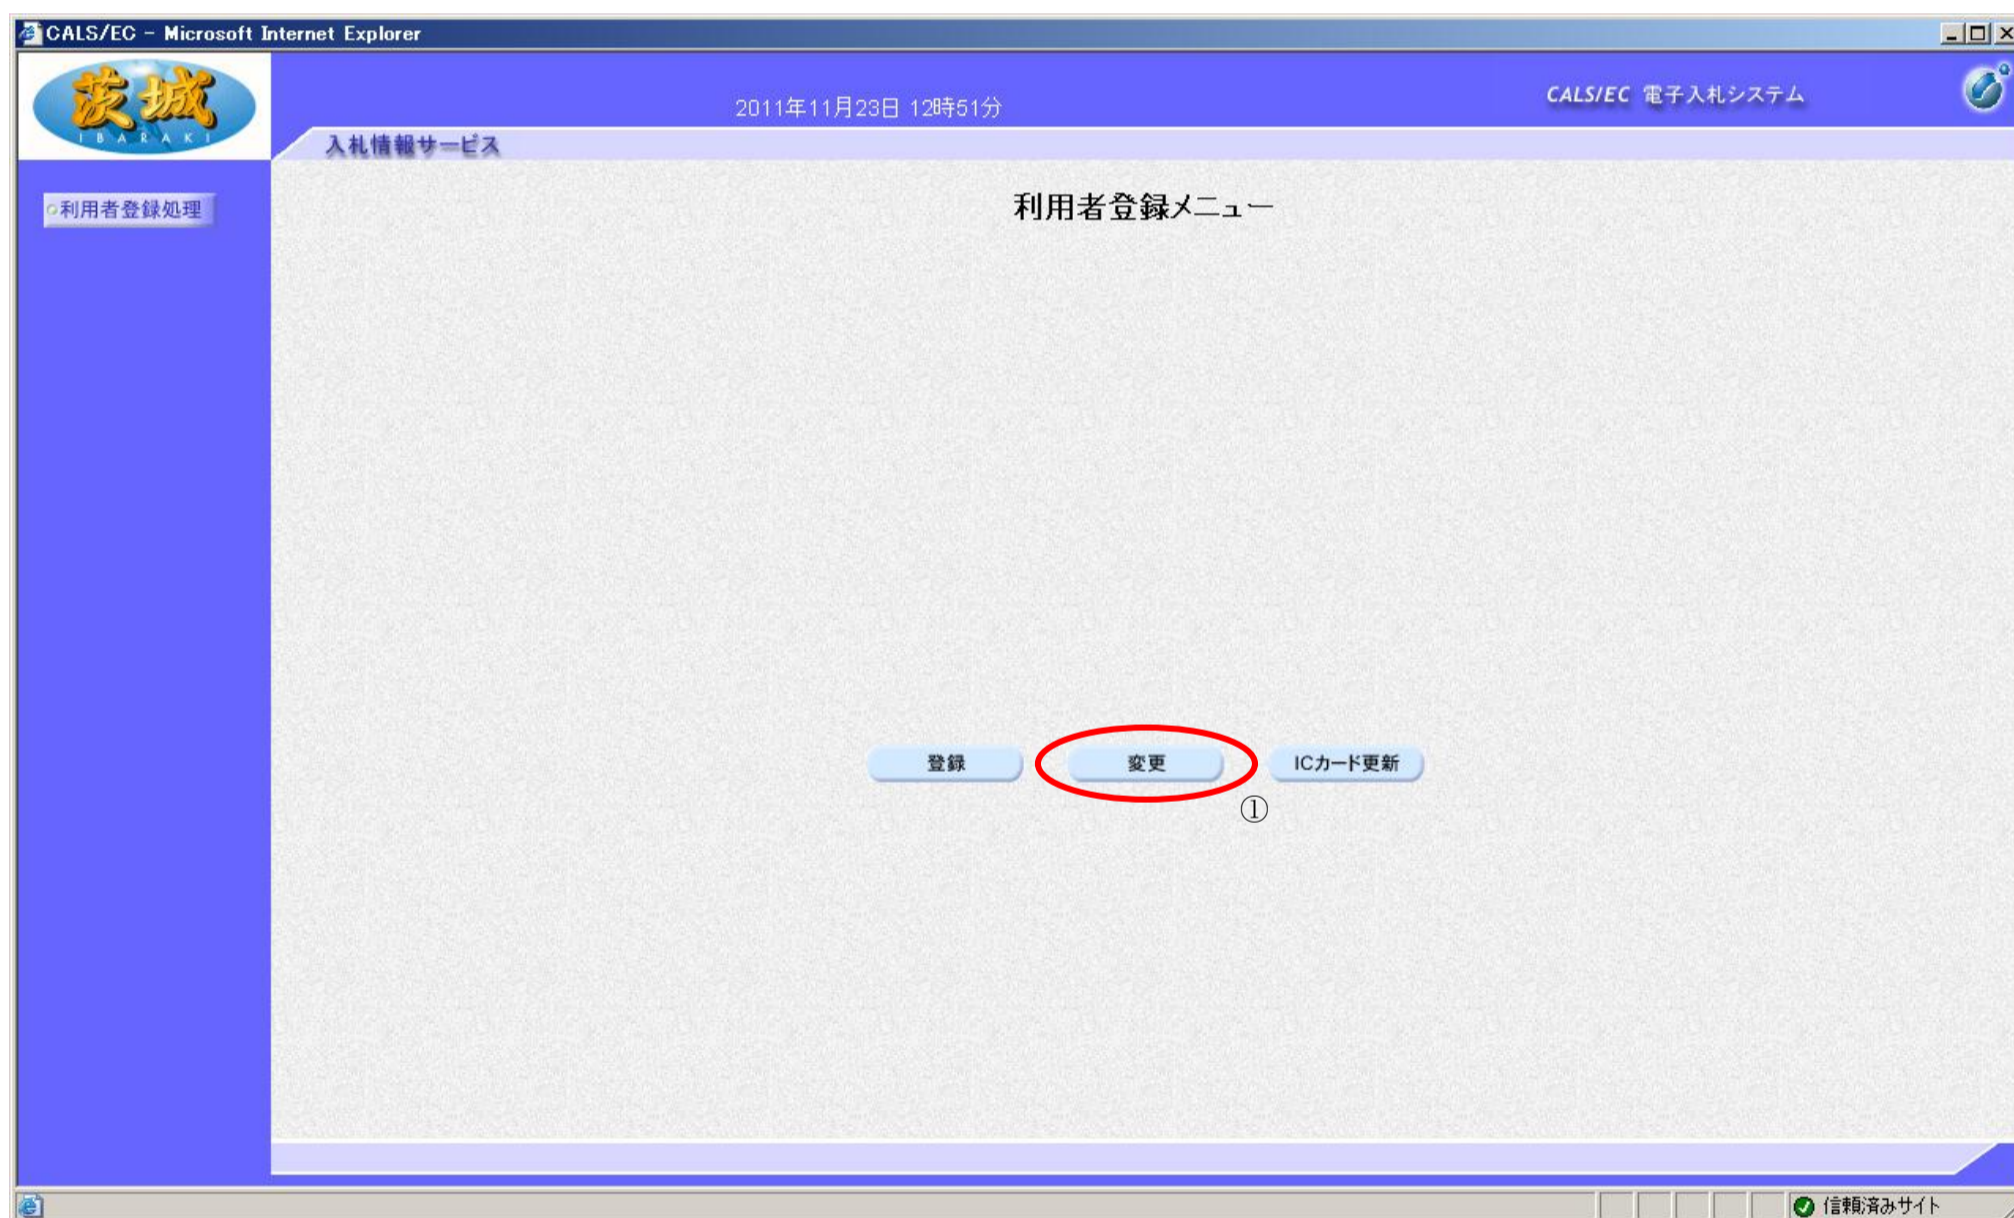 CALS/EC - Microsoft Internet Explorer
茨城
IBARAKI
2011年11月23日 12時51分
CALS/EC 電子入札システム
入札情報サービス
利用者登録処理
利用者登録メニュー
登録 変更 ICカード更新
①
信頼済みサイト